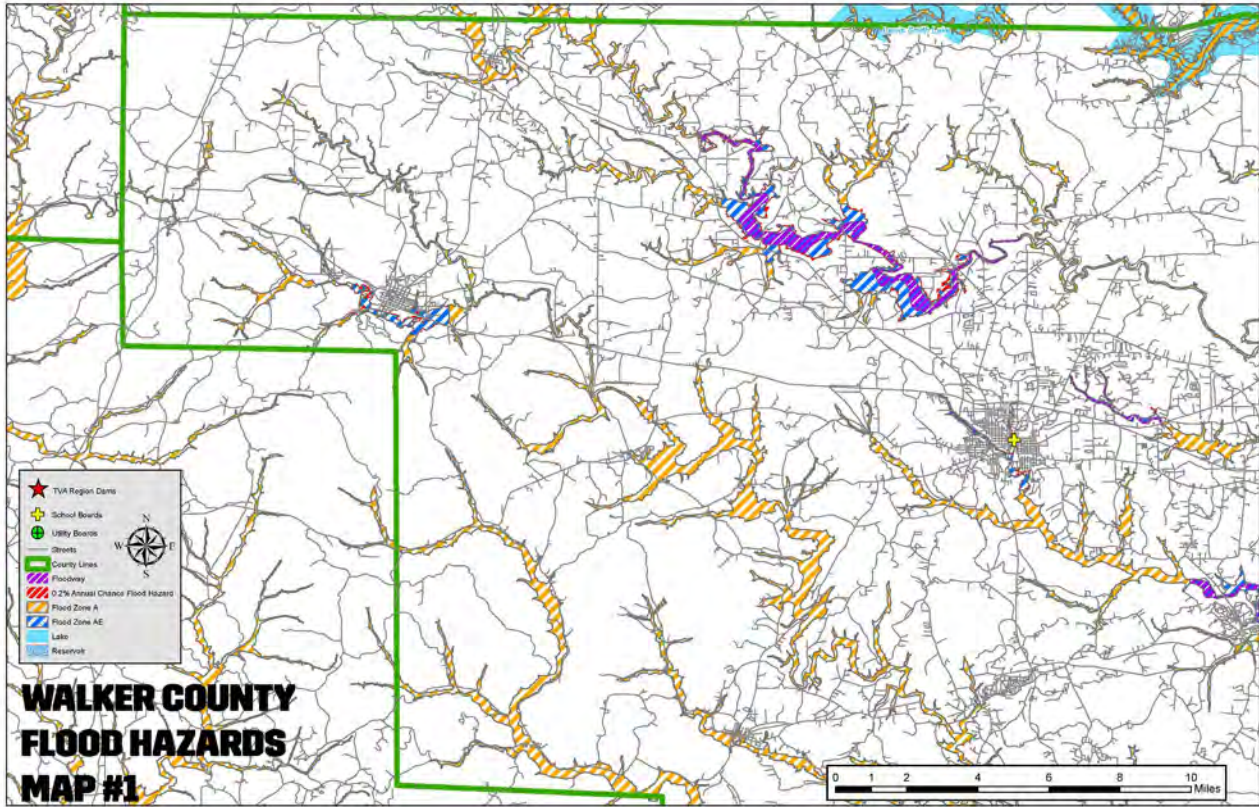 TVA Region Dams
School Boards
Utility Boards
Streets
County Lines
Floodway
0.2% Annual Chance Flood Hazard
Flood Zone A
Flood Zone AE
Lake
Reservoir
N
W E
S
WALKER COUNTY
FLOOD HAZARDS
MAP #1
0 1 2 4 6 8 10
Miles